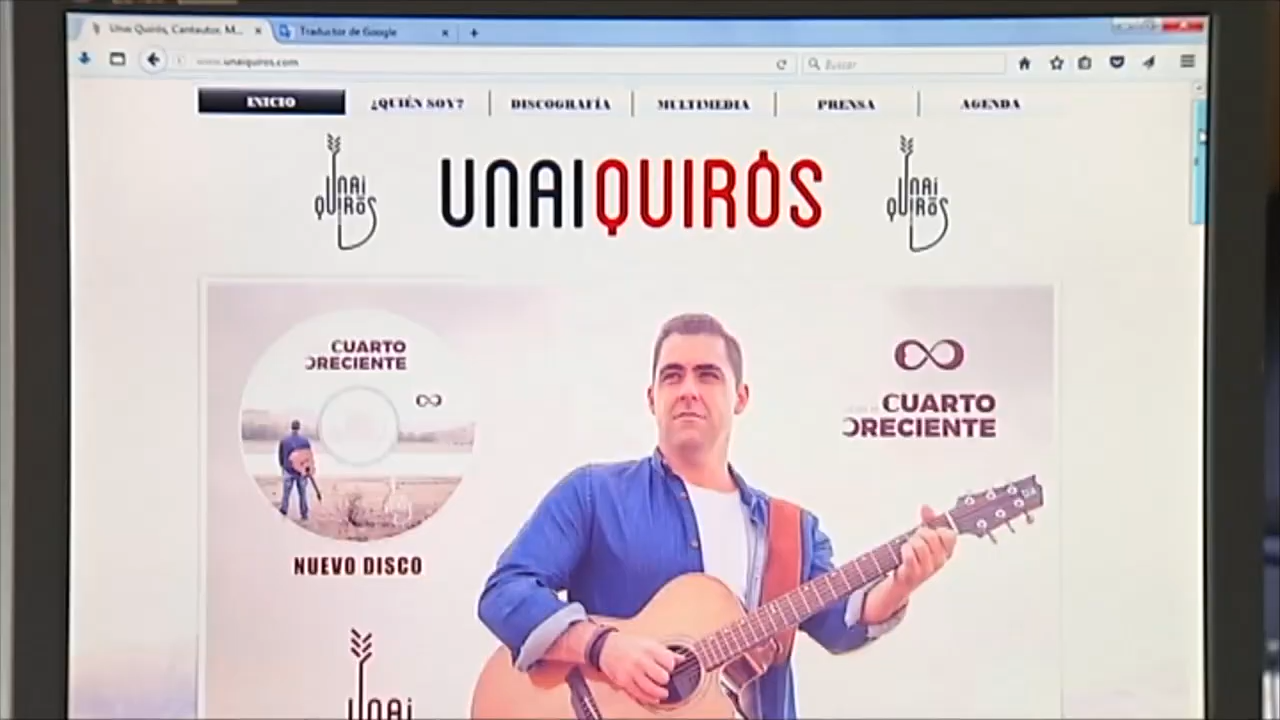 Unai Quirós, Cantautor, M...
Traductor de Google
www.unaiquiros.com
Buscar
INICIO
¿QUIÉN SOY?
DISCOGRAFÍA
MULTIMEDIA
PRENSA
AGENDA
UNAI
QUIRÓS
UNAIQUIRÓS
UNAI
QUIRÓS
CUARTO
CRECIENTE
CUARTO
CRECIENTE
NUEVO DISCO
UNAI